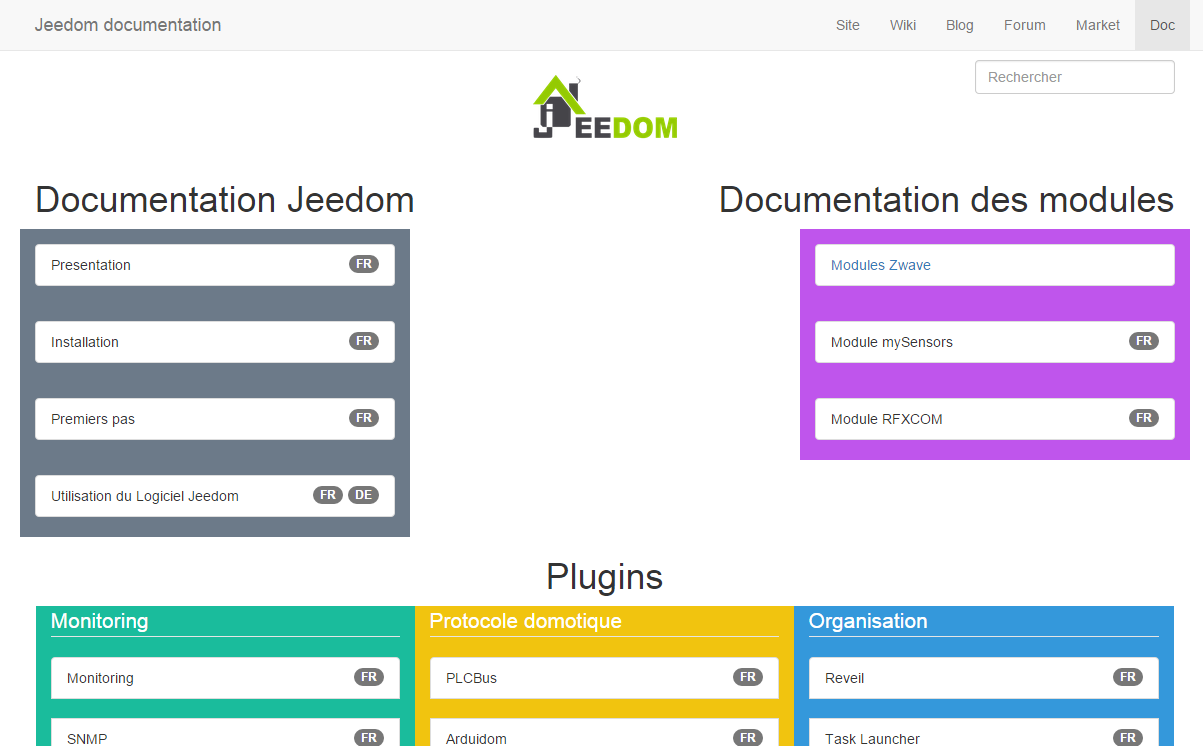 Jeedom documentation
Site Wiki Blog Forum Market Doc
Rechercher
jEEDOM
Documentation Jeedom
Presentation FR
Installation FR
Premiers pas FR
Utilisation du Logiciel Jeedom FR DE
Documentation des modules
Modules Zwave
Module mySensors FR
Module RFXCOM FR
Plugins
Monitoring
Monitoring FR
SNMP FR
Protocole domotique
PLCBus FR
Arduidom FR
Organisation
Reveil FR
Task Launcher FR